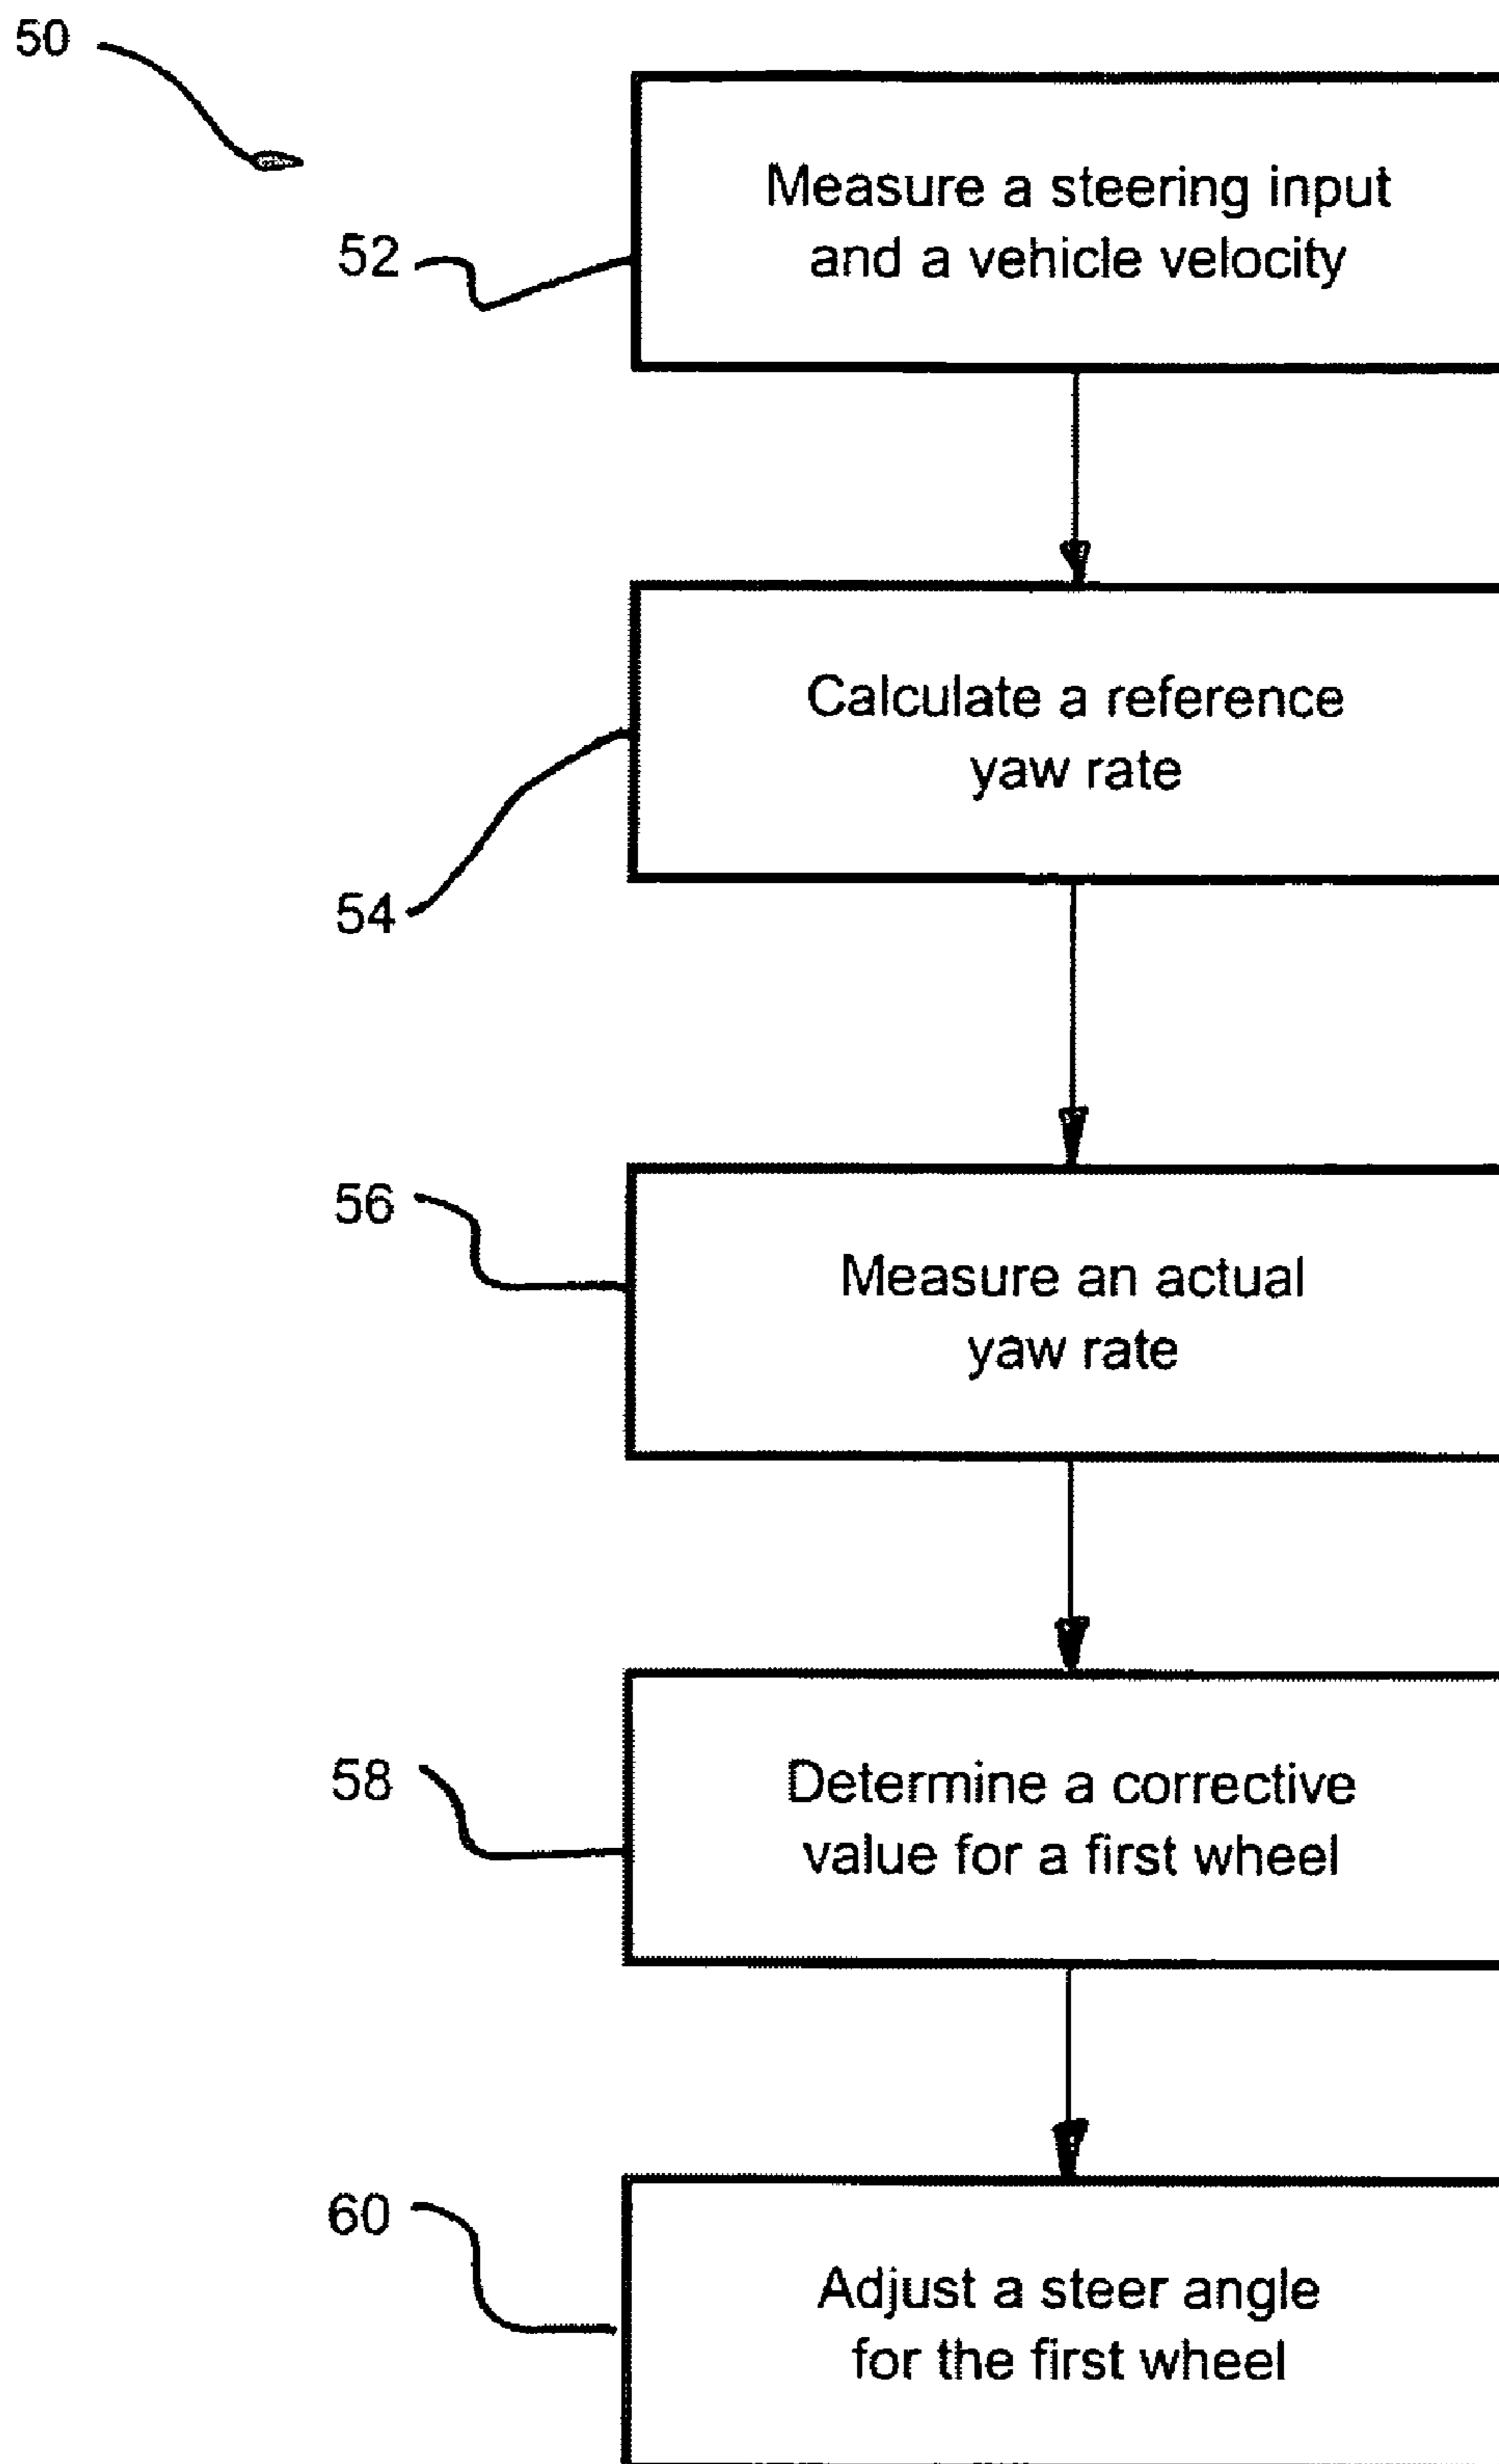 50
52
Measure a steering input
and a vehicle velocity
54
Calculate a reference
yaw rate
56
Measure an actual
yaw rate
58
Determine a corrective
value for a first wheel
60
Adjust a steer angle
for the first wheel